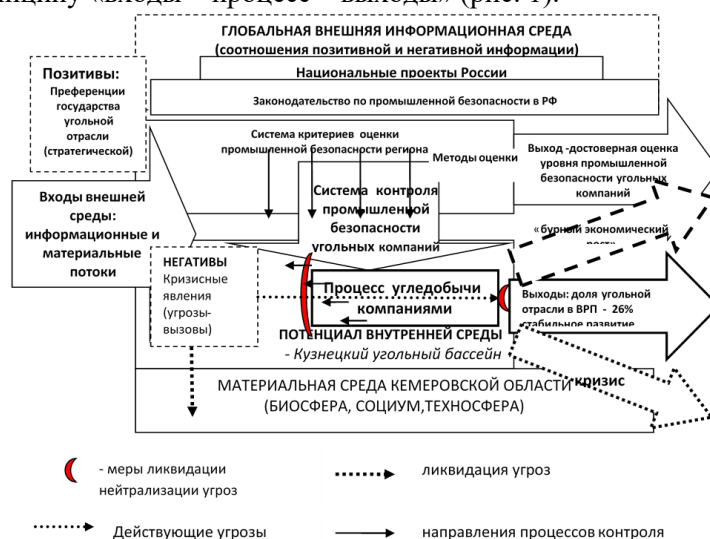 «входы – процесс – выходы» (рис. 1).
ГЛОБАЛЬНАЯ ВНЕШНЯЯ ИНФОРМАЦИОННАЯ СРЕДА
(соотношения позитивной и негативной информации)
Национальные проекты России
Законодательство по промышленной безопасности в РФ
Позитивы:
Преференции
государства
угольной
отрасли
(стратегической)
Система критериев оценки
промышленной безопасности региона
Методы оценки
Выход -достоверная оценка
уровня промышленной
безопасности угольных
компаний
Входы внешней
среды:
информационные и
материальные
потоки
Система контроля
промышленной
безопасности
угольных компаний
«бурный экономический
рост»
НЕГАТИВЫ
Кризисные
явления
(угрозы-
вызовы)
Процесс угледобычи
компаниями
Выходы: доля угольной
отрасли в ВРП - 26%
стабильное развитие
ПОТЕНЦИАЛ ВНУТРЕННЕЙ СРЕДЫ
- Кузнецкий угольный бассейн
кризис
МАТЕРИАЛЬНАЯ СРЕДА КЕМЕРОВСКОЙ ОБЛАСТИ
(БИОСФЕРА, СОЦИУМ,ТЕХНОСФЕРА)
- меры ликвидации
нейтрализации угроз
ликвидация угроз
Действующие угрозы
направления процессов контроля